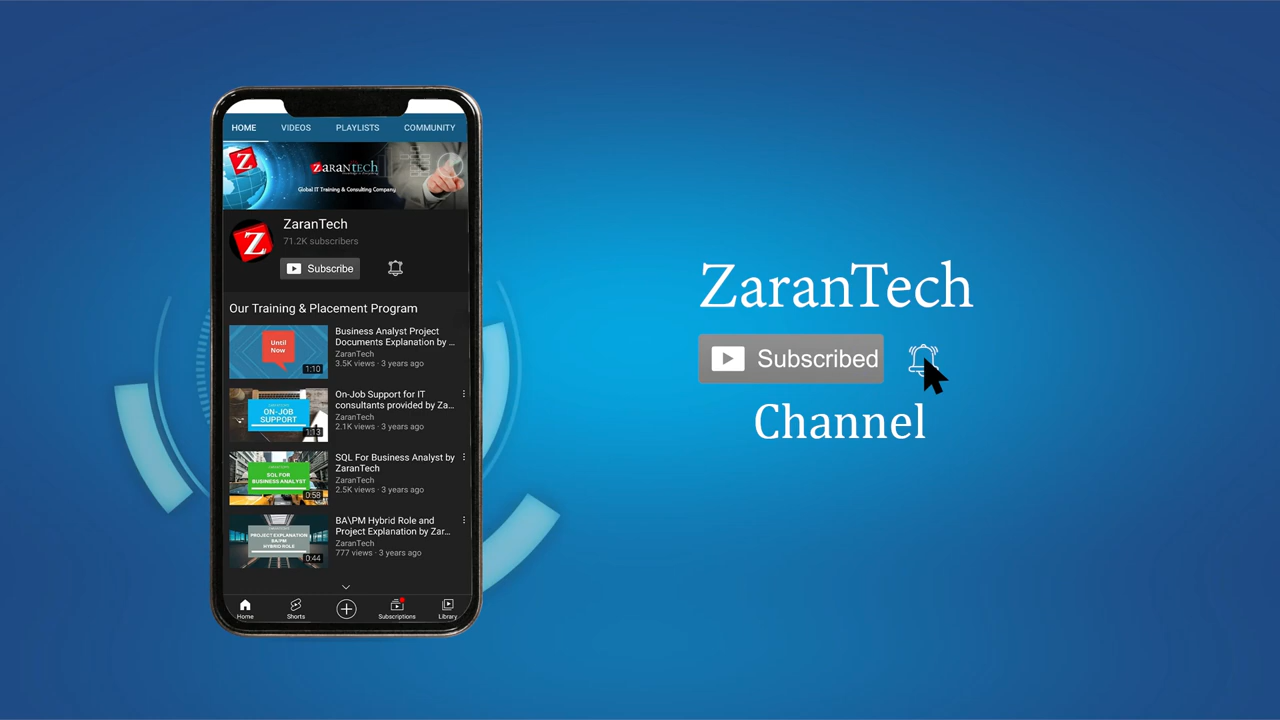 HOME VIDEOS PLAYLISTS COMMUNITY
Z
ZARANTECH
Global IT Training & Consulting Company
Z
ZaranTech
71.2K subscribers
Subscribe
Our Training & Placement Program
Until
Now
1:10
Business Analyst Project
Documents Explanation by ...
ZaranTech
3.5K views · 3 years ago
ON-JOB
SUPPORT
1:13
On-Job Support for IT
consultants provided by Za...
ZaranTech
2.1K views · 3 years ago
SQL FOR
BUSINESS ANALYST
0:58
SQL For Business Analyst by
ZaranTech
ZaranTech
2.5K views · 3 years ago
PROJECT EXPLANATION
BA/PM
HYBRID ROLE
0:44
BA\PM Hybrid Role and
Project Explanation by Zar...
ZaranTech
777 views · 3 years ago
Home Shorts Subscriptions Library
ZaranTech
Subscribed
Channel